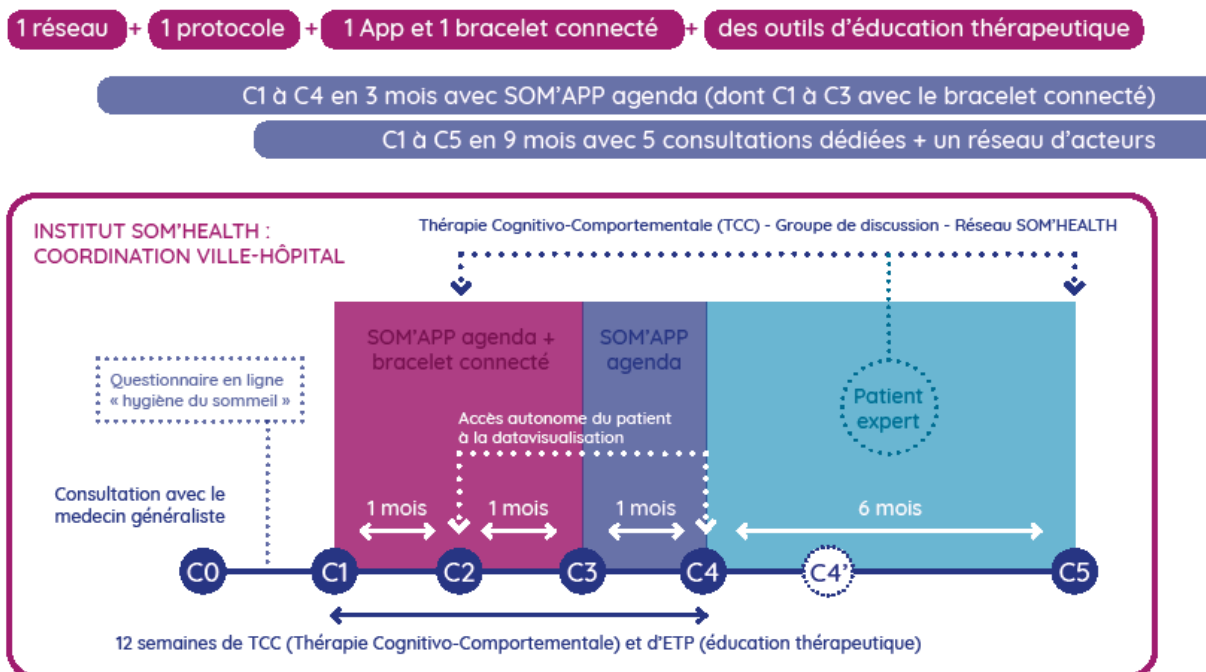 1 réseau + 1 protocole + 1 App et 1 bracelet connecté + des outils d'éducation thérapeutique
C1 à C4 en 3 mois avec SOM'APP agenda (dont C1 à C3 avec le bracelet connecté)
C1 à C5 en 9 mois avec 5 consultations dédiées + un réseau d'acteurs
INSTITUT SOM'HEALTH :
COORDINATION VILLE-HÔPITAL
Thérapie Cognitivo-Comportementale (TCC) - Groupe de discussion - Réseau SOM'HEALTH
SOM'APP agenda +
bracelet connecté
SOM'APP
agenda
Questionnaire en ligne
« hygiène du sommeil »
Patient
expert
Accès autonome du patient
à la datavisualisation
Consultation avec le
medecin généraliste
1 mois
1 mois
1 mois
6 mois
C0
C1
C2
C3
C4
C4'
C5
12 semaines de TCC (Thérapie Cognitivo-Comportementale) et d'ETP (éducation thérapeutique)